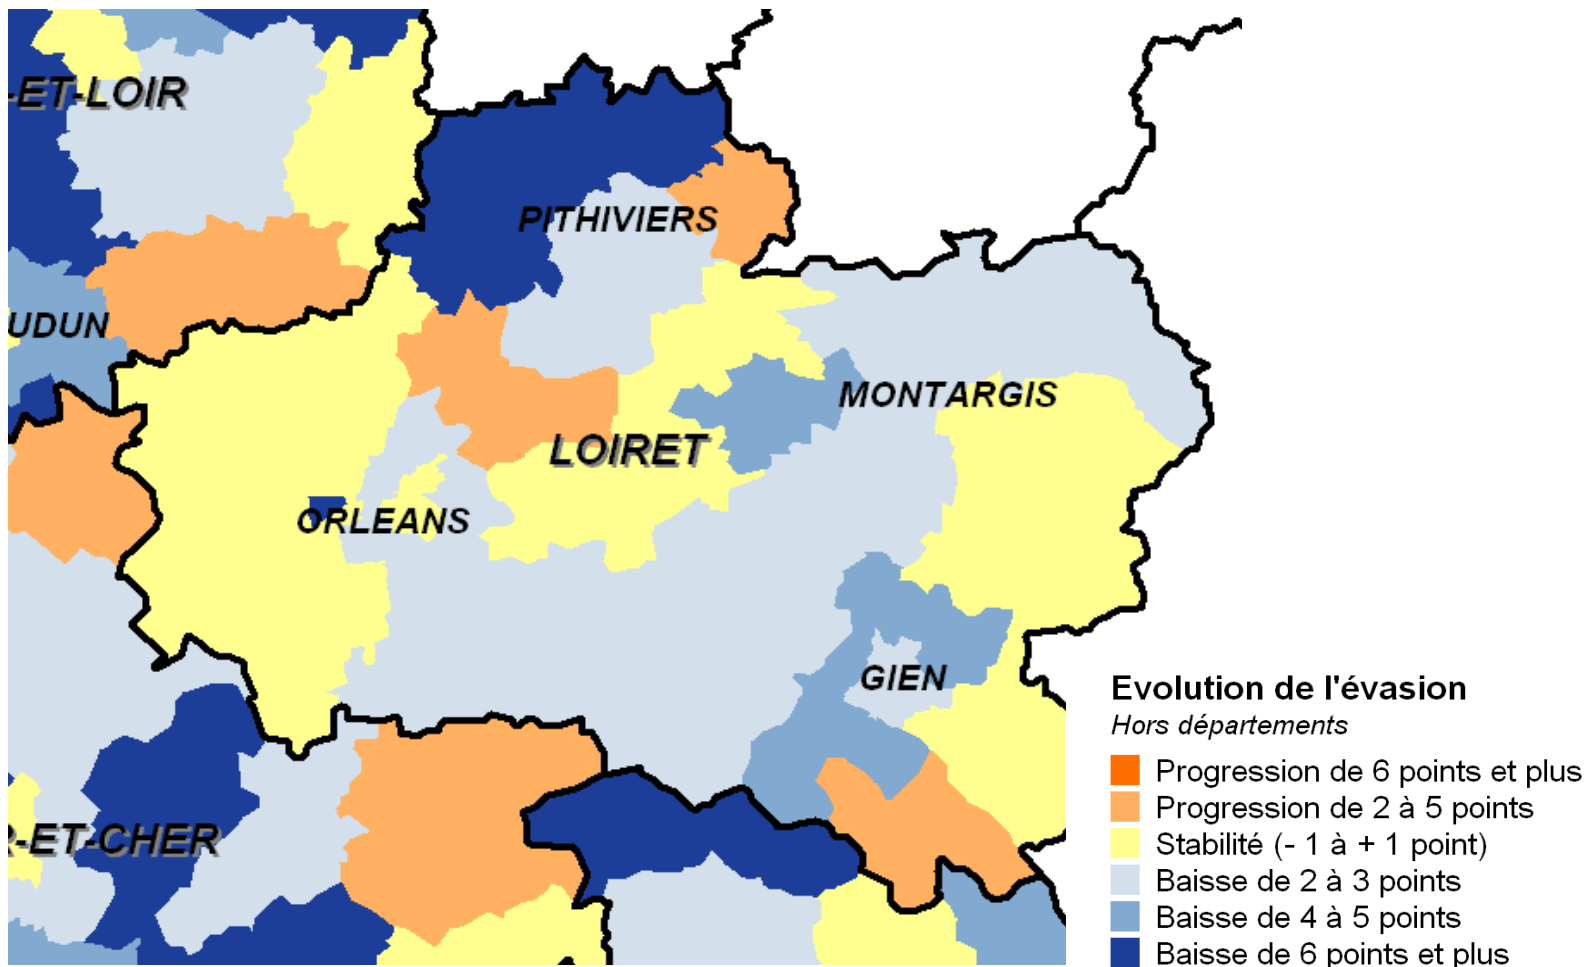 -ET-LOIR
PITHIVIERS
UDUN
MONTARGIS
LOIRET
ORLEANS
GIEN
R-ET-CHER
Evolution de l'évasion
Hors départements
Progression de 6 points et plus
Progression de 2 à 5 points
Stabilité (- 1 à + 1 point)
Baisse de 2 à 3 points
Baisse de 4 à 5 points
Baisse de 6 points et plus